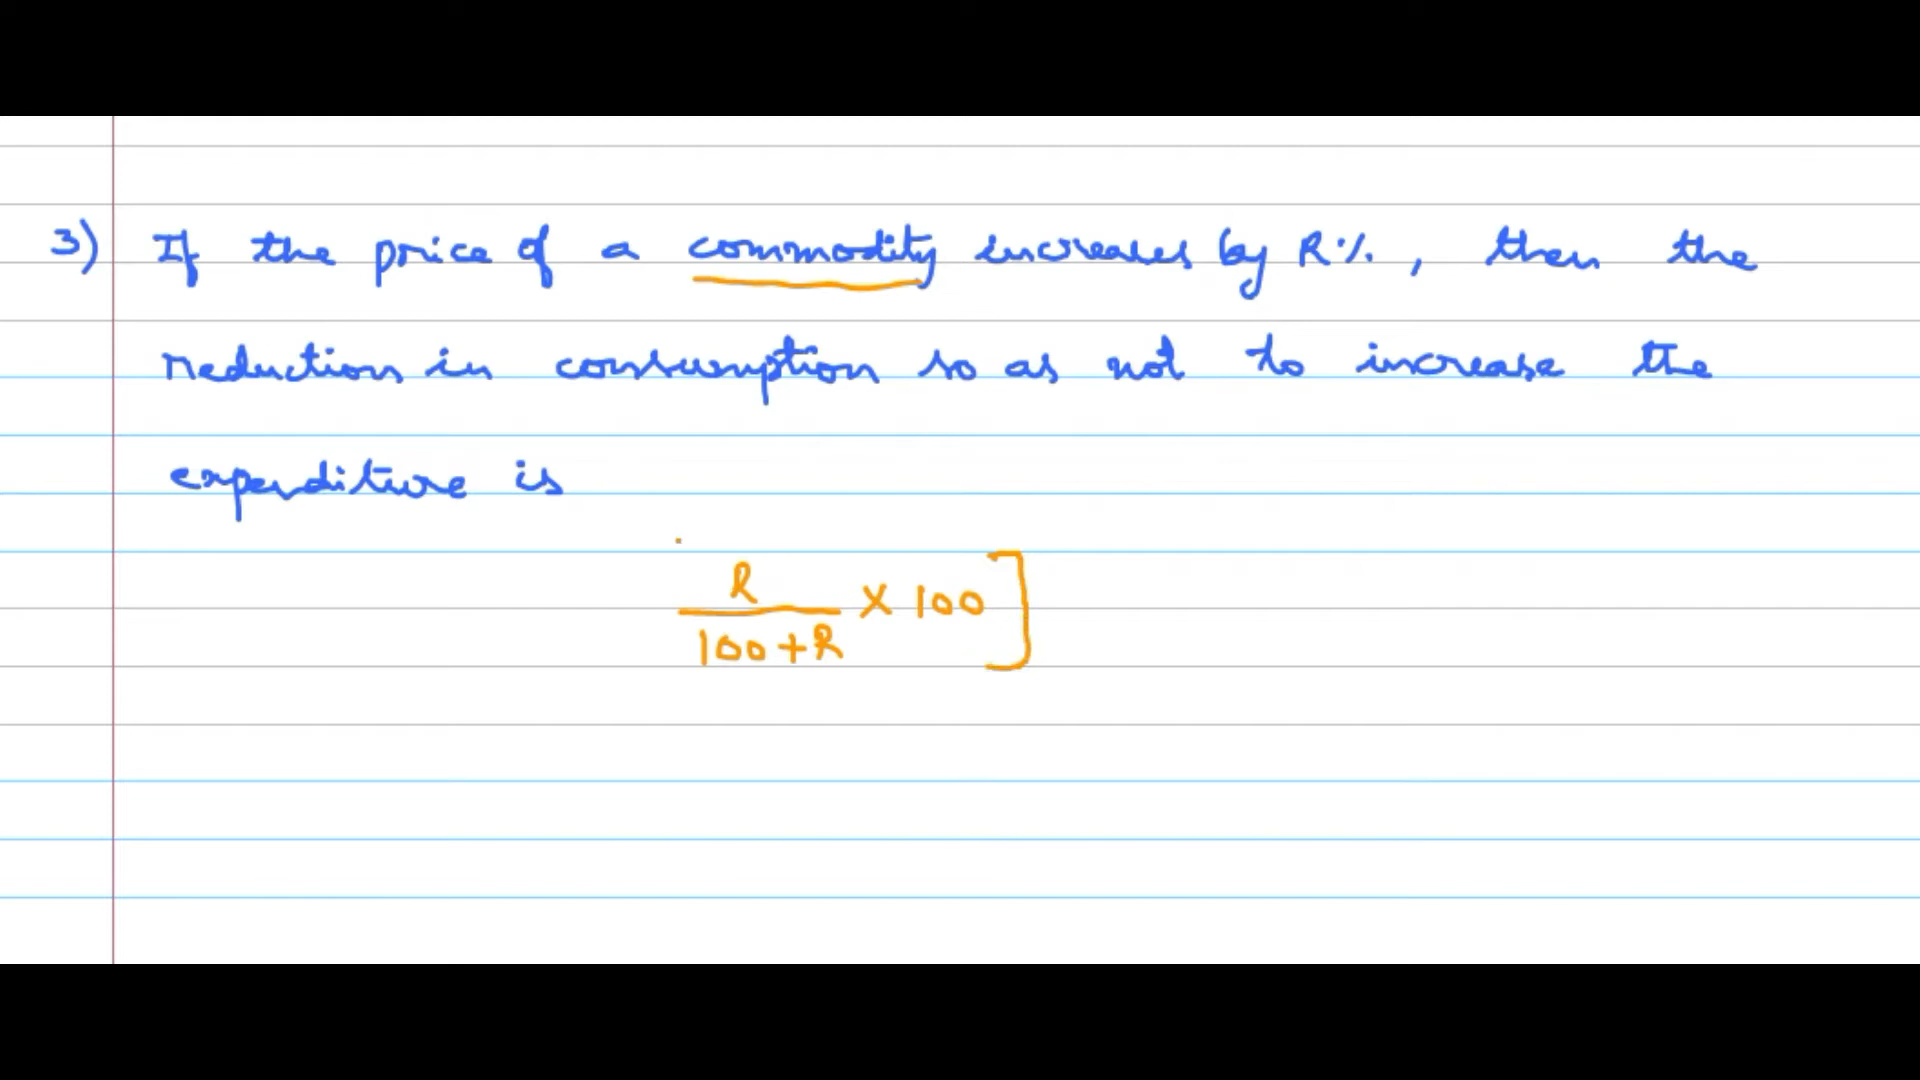 3) If the price of a commodity increases by R%, then the
reduction in consumption so as not to increase the
expenditure is
R
/ 100+R × 100]